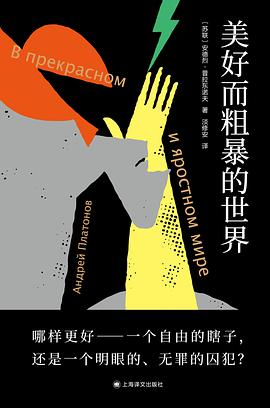 美好而粗暴的世界
[苏联]安德烈·普拉东诺夫 著
淡修安 译
В прекрасном
и яростном мире
Андрей Платонов
哪样更好——一个自由的瞎子，
还是一个明眼的、无罪的囚犯？
上海译文出版社